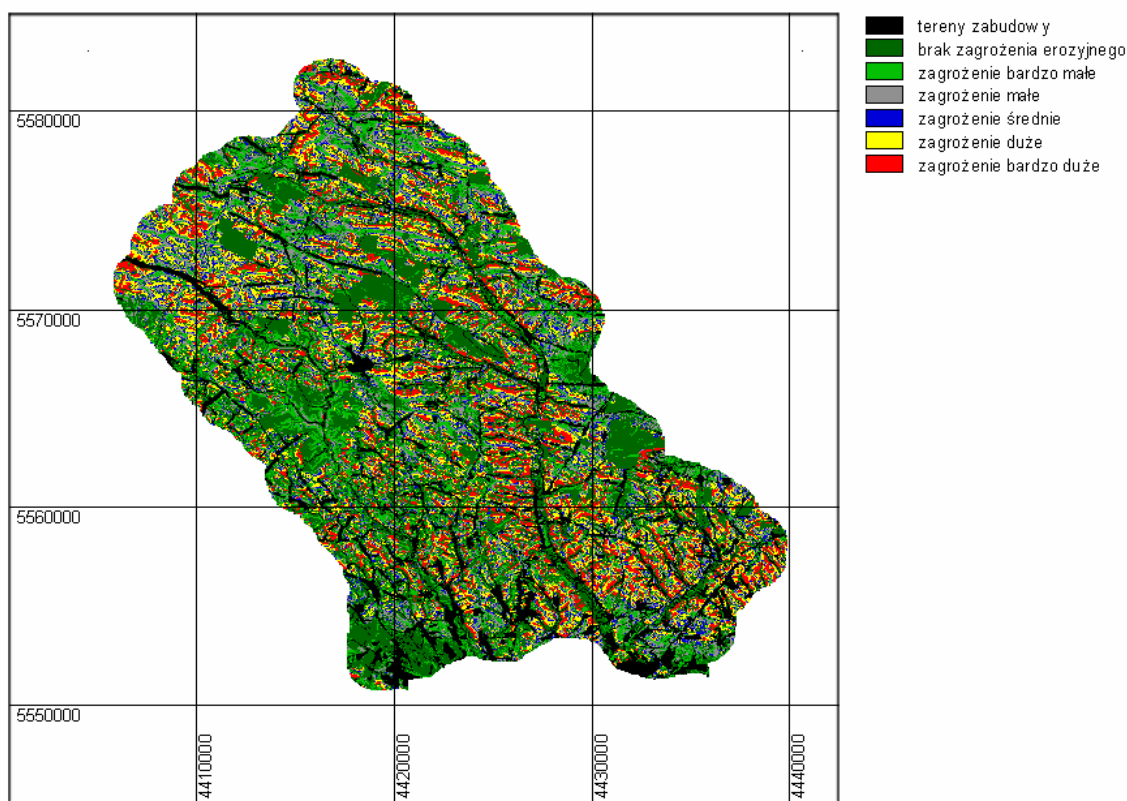 tereny zabudowy
brak zagrożenia erozyjnego
zagrożenie bardzo małe
zagrożenie małe
zagrożenie średnie
zagrożenie duże
zagrożenie bardzo duże
5580000
5570000
5560000
5550000
4410000
4420000
4430000
4440000